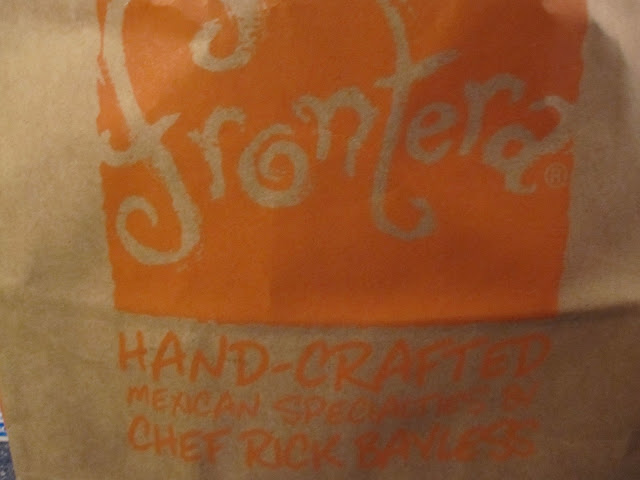 frontera®
HAND-CRAFTED
MEXICAN SPECIALTIES BY
CHEF RICK BAYLESS